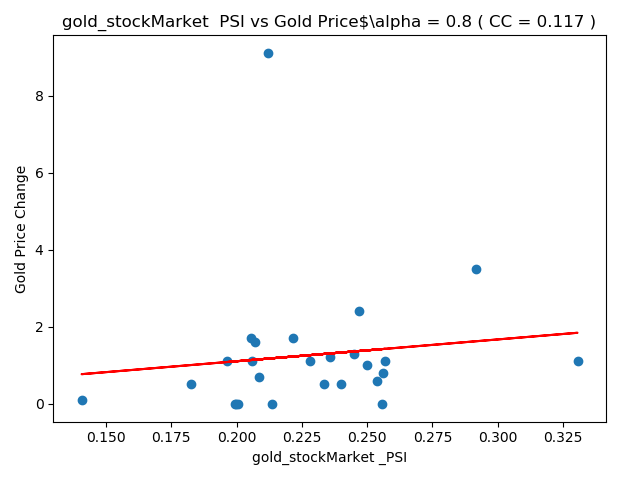 gold_stockMarket  PSI vs Gold Price$\alpha = 0.8 ( CC = 0.117 )
8
6
4
2
0
Gold Price Change
0.150 0.175 0.200 0.225 0.250 0.275 0.300 0.325
gold_stockMarket _PSI